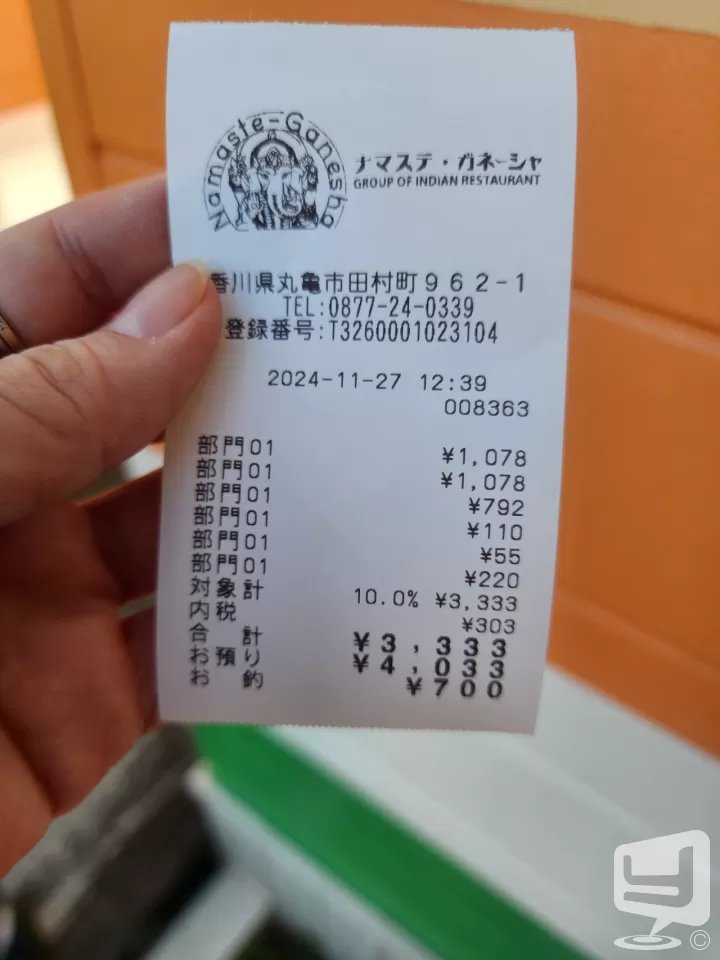 Namaste-Ganesha
ナマステ・ガネーシャ
GROUP OF INDIAN RESTAURANT
香川県丸亀市田村町962-1
TEL:0877-24-0339
登録番号:T3260001023104
2024-11-27 12:39
008363
部門01 ¥1,078
部門01 ¥1,078
部門01 ¥792
部門01 ¥110
部門01 ¥55
部門01 ¥220
対象計 10.0% ¥3,333
内税 ¥303
合計 ¥3,333
お預り ¥4,033
お釣 ¥700
©